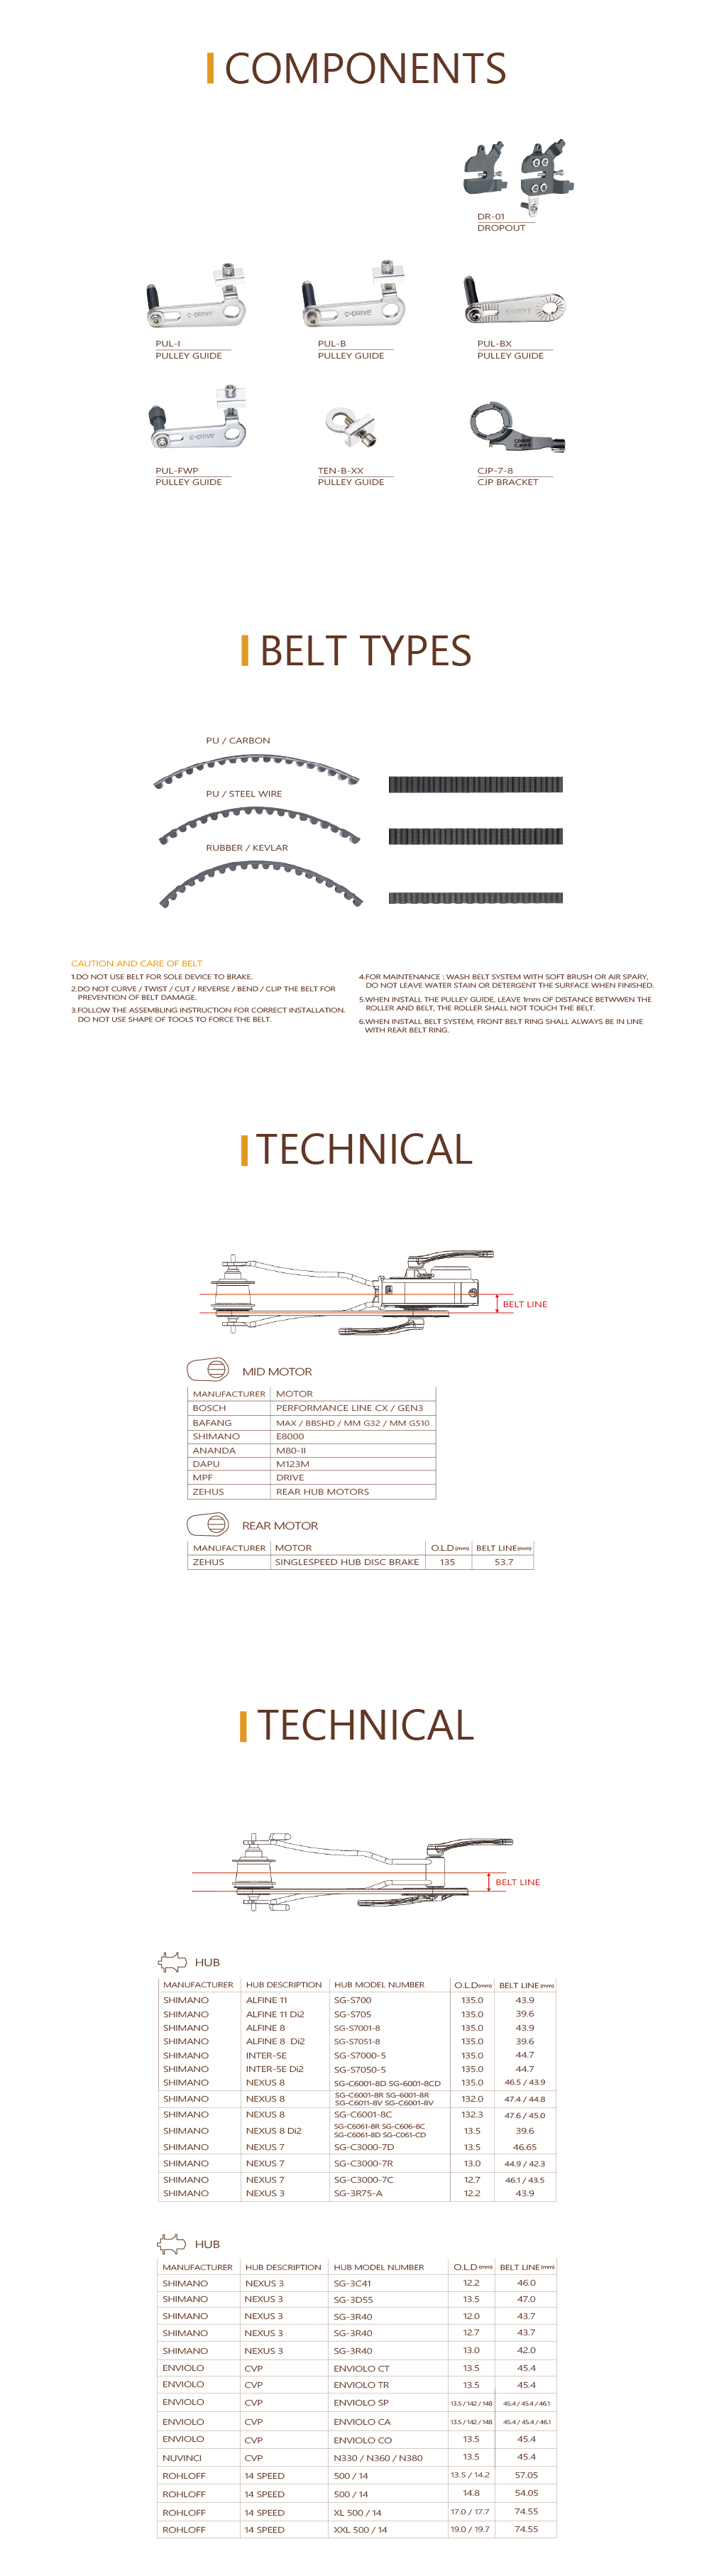 COMPONENTS
DR-01
DROPOUT
C-DRIVE
C-DRIVE
C-DRIVE
PUL-I
PULLEY GUIDE
PUL-B
PULLEY GUIDE
PUL-BX
PULLEY GUIDE
C-DRIVE
PUL-FWP
PULLEY GUIDE
TEN-B-XX
PULLEY GUIDE
CJP-7-8
CJP BRACKET
BELT TYPES
PU / CARBON
PU / STEEL WIRE
RUBBER / KEVLAR
CAUTION AND CARE OF BELT
1.DO NOT USE BELT FOR SOLE DEVICE TO BRAKE.
2.DO NOT CURVE / TWIST / CUT / REVERSE / BEND / CLIP THE BELT FOR
PREVENTION OF BELT DAMAGE.
3.FOLLOW THE ASSEMBLING INSTRUCTION FOR CORRECT INSTALLATION.
DO NOT USE SHAPE OF TOOLS TO FORCE THE BELT.
4.FOR MAINTENANCE : WASH BELT SYSTEM WITH SOFT BRUSH OR AIR SPARY,
DO NOT LEAVE WATER STAIN OR DETERGENT THE SURFACE WHEN FINISHED.
5.WHEN INSTALL THE PULLEY GUIDE, LEAVE 1mm OF DISTANCE BETWWEN THE
ROLLER AND BELT, THE ROLLER SHALL NOT TOUCH THE BELT.
6.WHEN INSTALL BELT SYSTEM, FRONT BELT RING SHALL ALWAYS BE IN LINE
WITH REAR BELT RING.
TECHNICAL
BELT LINE
MID MOTOR
MANUFACTURER MOTOR
BOSCH PERFORMANCE LINE CX / GEN3
BAFANG MAX / BBSHD / MM G32 / MM G510
SHIMANO E8000
ANANDA M80-II
DAPU M123M
MPF DRIVE
ZEHUS REAR HUB MOTORS
REAR MOTOR
MANUFACTURER MOTOR O.L.D (mm) BELT LINE(mm)
ZEHUS SINGLESPEED HUB DISC BRAKE 135 53.7
TECHNICAL
BELT LINE
HUB
MANUFACTURER HUB DESCRIPTION HUB MODEL NUMBER O.L.D(mm) BELT LINE (mm)
SHIMANO ALFINE 11 SG-S700 135.0 43.9
SHIMANO ALFINE 11 Di2 SG-S705 135.0 39.6
SHIMANO ALFINE 8 SG-S7001-8 135.0 43.9
SHIMANO ALFINE 8 Di2 SG-S7051-8 135.0 39.6
SHIMANO INTER-5E SG-S7000-5 135.0 44.7
SHIMANO INTER-5E Di2 SG-S7050-5 135.0 44.7
SHIMANO NEXUS 8 SG-C6001-8D SG-6001-8CD 135.0 46.5 / 43.9
SHIMANO NEXUS 8 SG-C6001-8R SG-6001-8R 132.0 47.4 / 44.8
SG-C6011-8V SG-C6001-8V
SHIMANO NEXUS 8 SG-C6001-8C 132.3 47.6 / 45.0
SHIMANO NEXUS 8 Di2 SG-C6061-8R SG-C606-8C 13.5 39.6
SG-C6061-8D SG-C061-CD
SHIMANO NEXUS 7 SG-C3000-7D 13.5 46.65
SHIMANO NEXUS 7 SG-C3000-7R 13.0 44.9 / 42.3
SHIMANO NEXUS 7 SG-C3000-7C 12.7 46.1 / 43.5
SHIMANO NEXUS 3 SG-3R75-A 12.2 43.9
HUB
MANUFACTURER HUB DESCRIPTION HUB MODEL NUMBER O.L.D (mm) BELT LINE (mm)
SHIMANO NEXUS 3 SG-3C41 12.2 46.0
SHIMANO NEXUS 3 SG-3D55 13.5 47.0
SHIMANO NEXUS 3 SG-3R40 12.0 43.7
SHIMANO NEXUS 3 SG-3R40 12.7 43.7
SHIMANO NEXUS 3 SG-3R40 13.0 42.0
ENVIOLO CVP ENVIOLO CT 13.5 45.4
ENVIOLO CVP ENVIOLO TR 13.5 45.4
ENVIOLO CVP ENVIOLO SP 13.5 / 142 / 148 45.4 / 45.4 / 46.1
ENVIOLO CVP ENVIOLO CA 13.5 / 142 / 148 45.4 / 45.4 / 46.1
ENVIOLO CVP ENVIOLO CO 13.5 45.4
NUVINCI CVP N330 / N360 / N380 13.5 45.4
ROHLOFF 14 SPEED 500 / 14 13.5 / 14.2 57.05
ROHLOFF 14 SPEED 500 / 14 14.8 54.05
ROHLOFF 14 SPEED XL 500 / 14 17.0 / 17.7 74.55
ROHLOFF 14 SPEED XXL 500 / 14 19.0 / 19.7 74.55